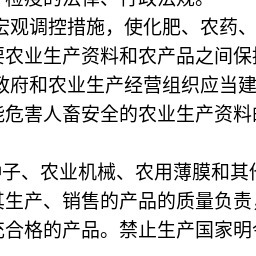 检疫的法律、行政法规。
宏观调控措施，使化肥、农药、
要农业生产资料和农产品之间保
政府和农业生产经营组织应当建
能危害人畜安全的农业生产资料
种子、农业机械、农用薄膜和其他
其生产、销售的产品的质量负责，
充合格的产品。禁止生产国家明令